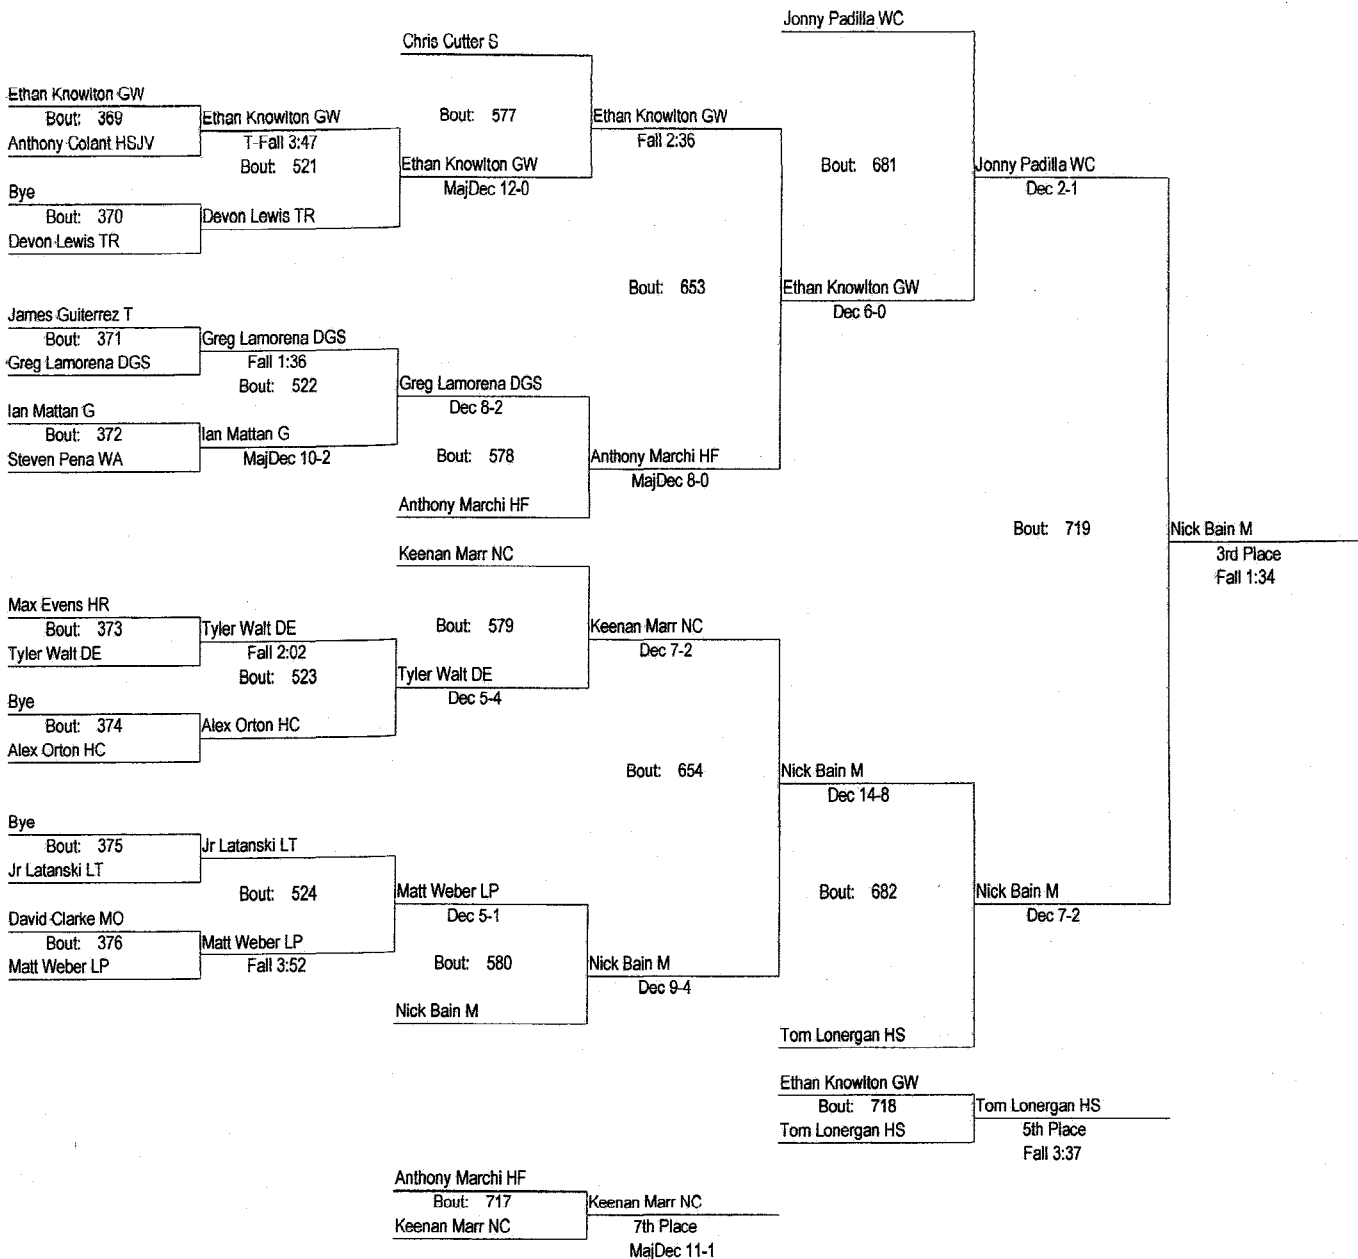 Jonny Padilla WC
Chris Cutter S
Ethan Knowlton GW
Bout: 369
Anthony Colant HSJV
Ethan Knowlton GW
T-Fall 3:47
Bout: 521
Bye
Bout: 370
Devon Lewis TR
Devon Lewis TR
Bout: 577
Ethan Knowlton GW
MajDec 12-0
Ethan Knowlton GW
Fall 2:36
Bout: 681
Jonny Padilla WC
Dec 2-1
Bout: 653
Ethan Knowlton GW
Dec 6-0
James Guiterrez T
Bout: 371
Greg Lamorena DGS
Greg Lamorena DGS
Fall 1:36
Bout: 522
Ian Mattan G
Bout: 372
Steven Pena WA
Ian Mattan G
MajDec 10-2
Greg Lamorena DGS
Dec 8-2
Bout: 578
Anthony Marchi HF
Anthony Marchi HF
MajDec 8-0
Bout: 719
Nick Bain M
3rd Place
Fall 1:34
Keenan Marr NC
Max Evens HR
Bout: 373
Tyler Walt DE
Tyler Walt DE
Fall 2:02
Bout: 523
Bye
Bout: 374
Alex Orton HC
Alex Orton HC
Bout: 579
Tyler Walt DE
Dec 5-4
Keenan Marr NC
Dec 7-2
Bout: 654
Nick Bain M
Dec 14-8
Bye
Bout: 375
Jr Latanski LT
Jr Latanski LT
Bout: 524
David Clarke MO
Bout: 376
Matt Weber LP
Matt Weber LP
Fall 3:52
Matt Weber LP
Dec 5-1
Bout: 580
Nick Bain M
Nick Bain M
Dec 9-4
Bout: 682
Nick Bain M
Dec 7-2
Tom Lonergan HS
Ethan Knowlton GW
Bout: 718
Tom Lonergan HS
Tom Lonergan HS
5th Place
Fall 3:37
Anthony Marchi HF
Bout: 717
Keenan Marr NC
Keenan Marr NC
7th Place
MajDec 11-1